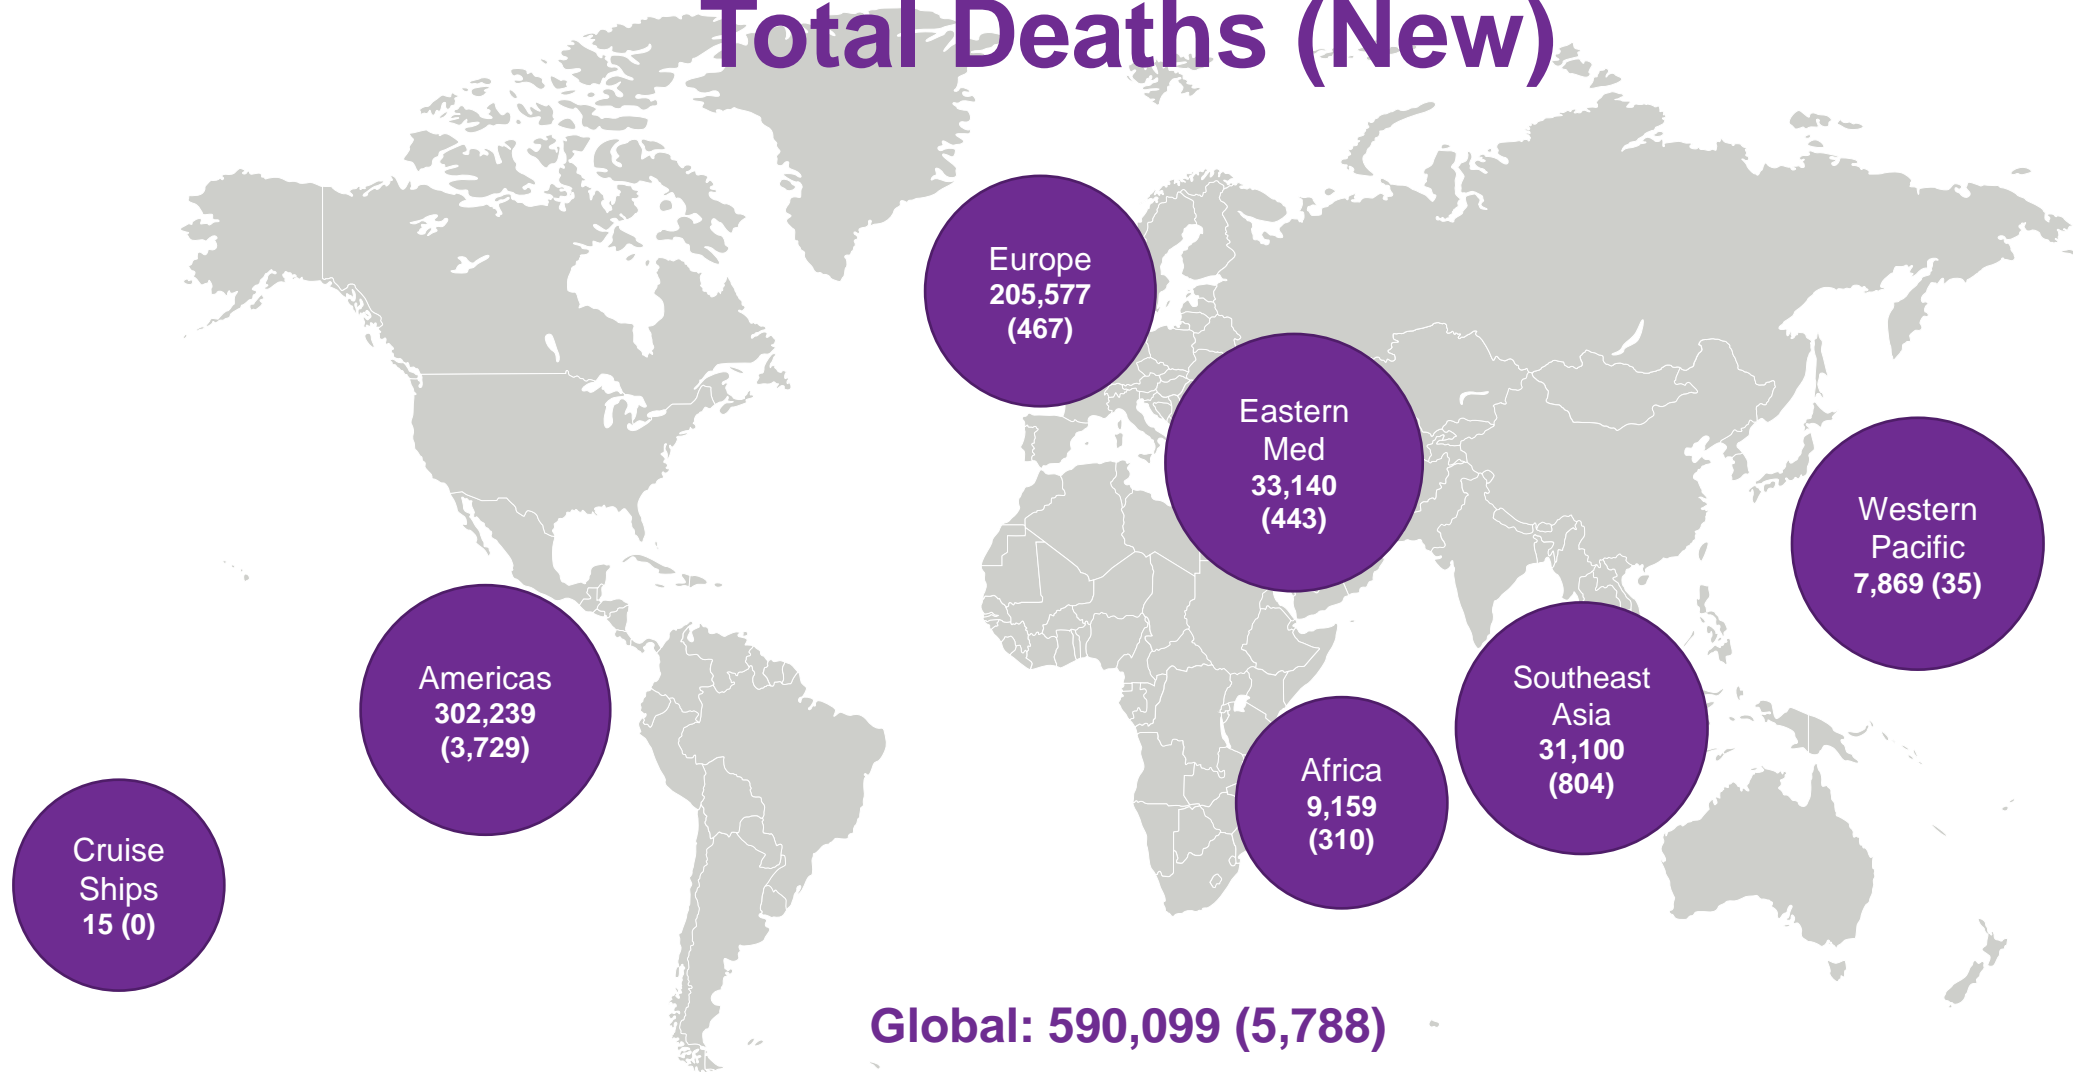 Total Deaths (New)
Europe
205,577
(467)
Eastern
Med
33,140
(443)
Western
Pacific
7,869 (35)
Americas
302,239
(3,729)
Southeast
Asia
31,100
(804)
Africa
9,159
(310)
Cruise
Ships
15 (0)
Global: 590,099 (5,788)